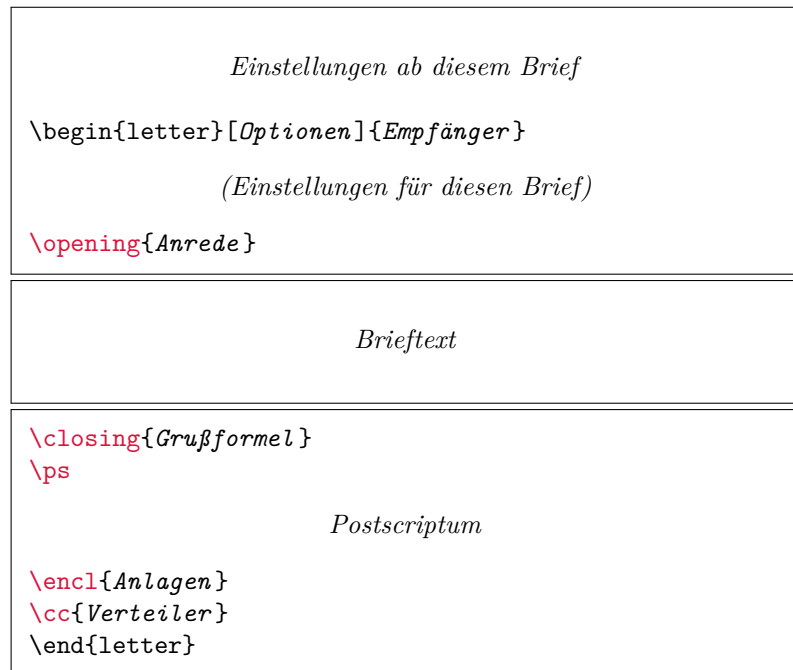 Einstellungen ab diesem Brief
\begin{letter}[Optionen]{Empfänger}
(Einstellungen für diesen Brief)
\opening{Anrede}
Brieftext
\closing{Grußformel}
\ps
Postscriptum
\encl{Anlagen}
\cc{Verteiler}
\end{letter}